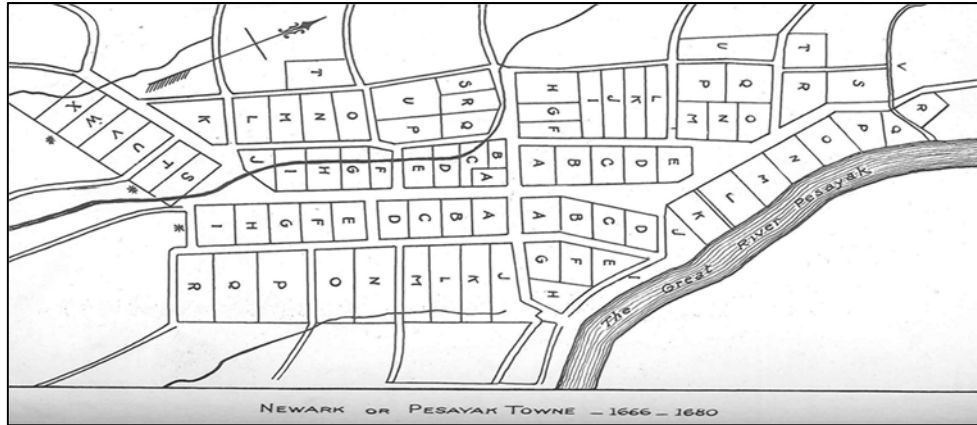 U T
T
S H P Q R S V
X R G I J K L R
W K L M N O U P Q F M N O P Q
V U T S
J I H G F E D C B A A B C D E
N O M J K
I H G F E D C B A A B C D J
G F E I
H
R Q P O N M L K J
The Great River Pesayak
NEWARK OR PESAYAK TOWNE – 1666 – 1680